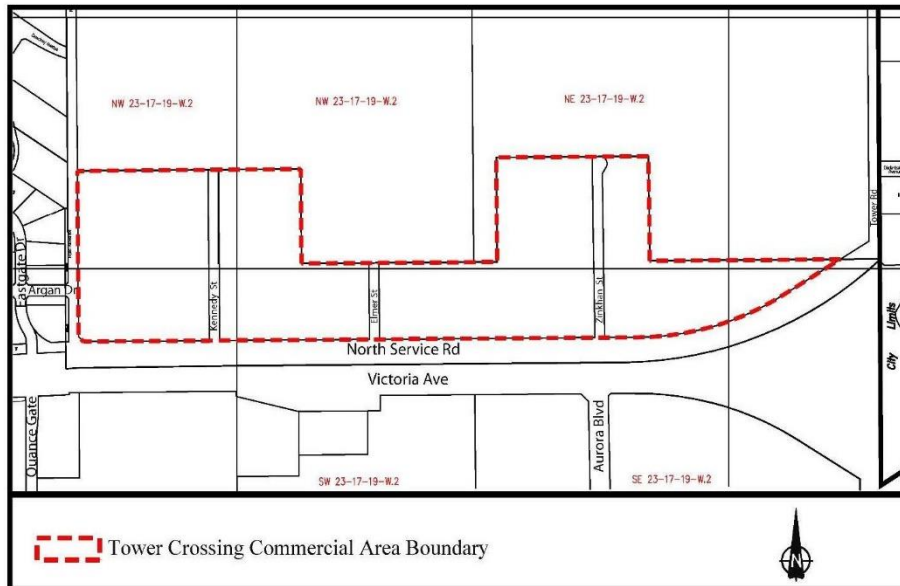 NW 23-17-19-W.2
NW 23-17-19-W.2
NE 23-17-19-W.2
Tower Rd
Eastgate Dr
Argan Dr
Kennedy St
Elmer St
Zinkhan St
City Limits
North Service Rd
Victoria Ave
Quance Gate
Aurora Blvd
SW 23-17-19-W.2
SE 23-17-19-W.2
Tower Crossing Commercial Area Boundary